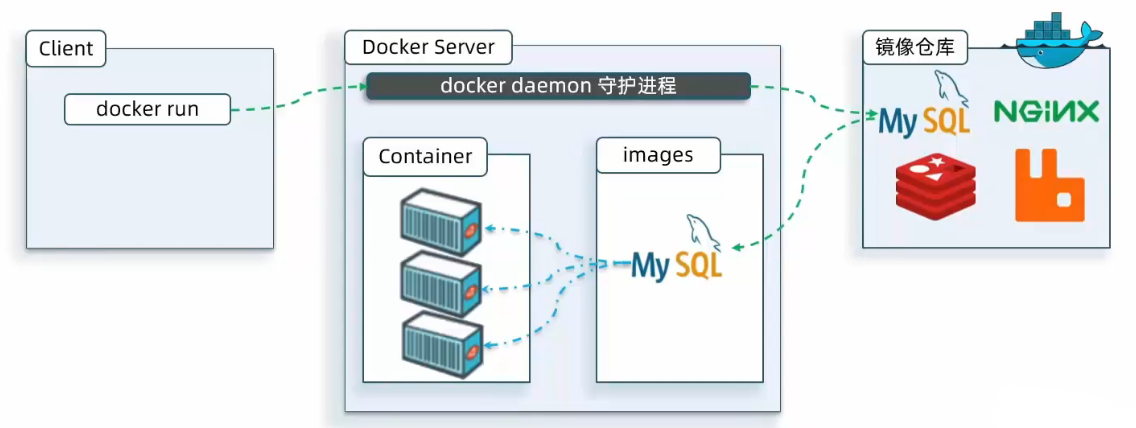 Client
docker run
Docker Server
docker daemon 守护进程
Container
images
MySQL
镜像仓库
MySQL
NGiNX